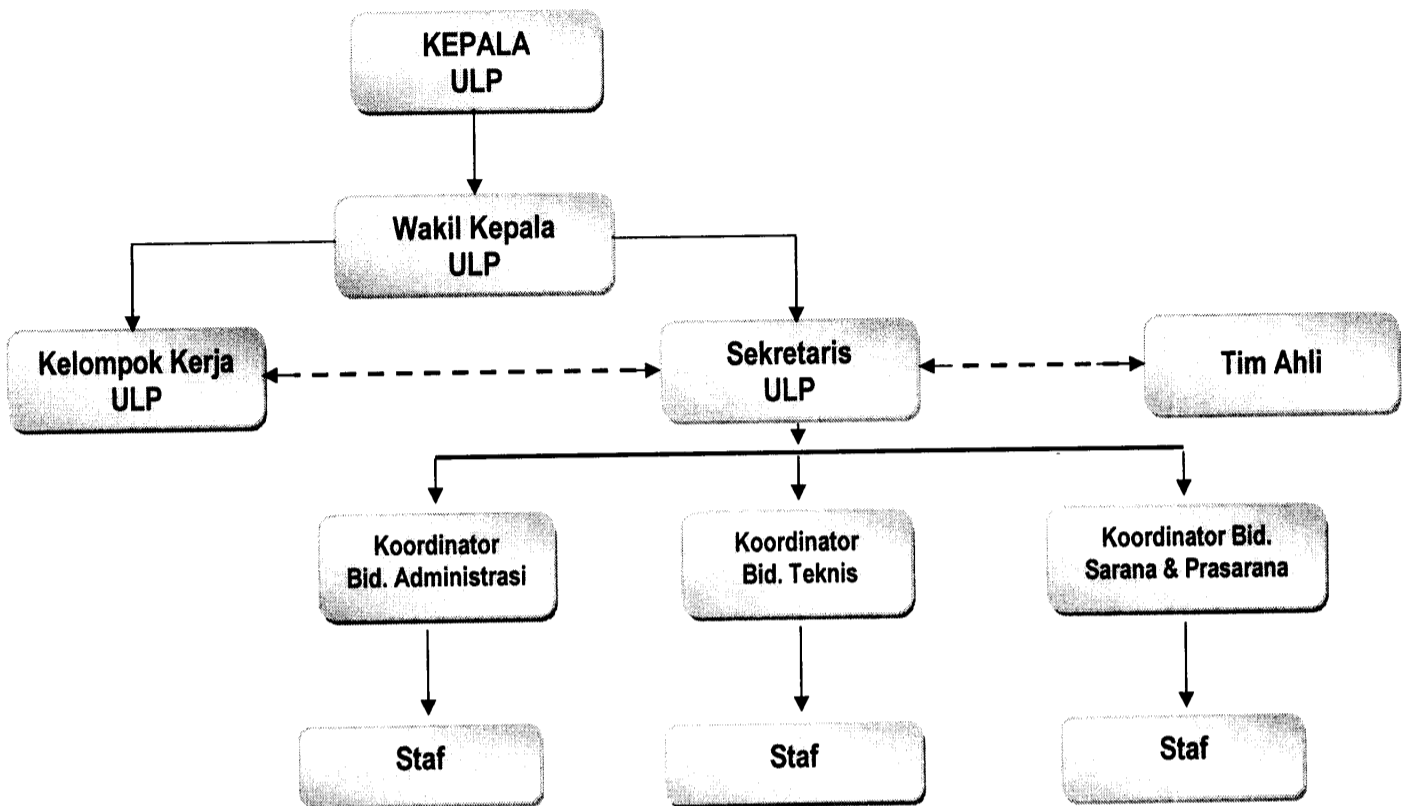 KEPALA
ULP
Wakil Kepala
ULP
Kelompok Kerja
ULP
Sekretaris
ULP
Tim Ahli
Koordinator
Bid. Administrasi
Koordinator
Bid. Teknis
Koordinator Bid.
Sarana & Prasarana
Staf
Staf
Staf